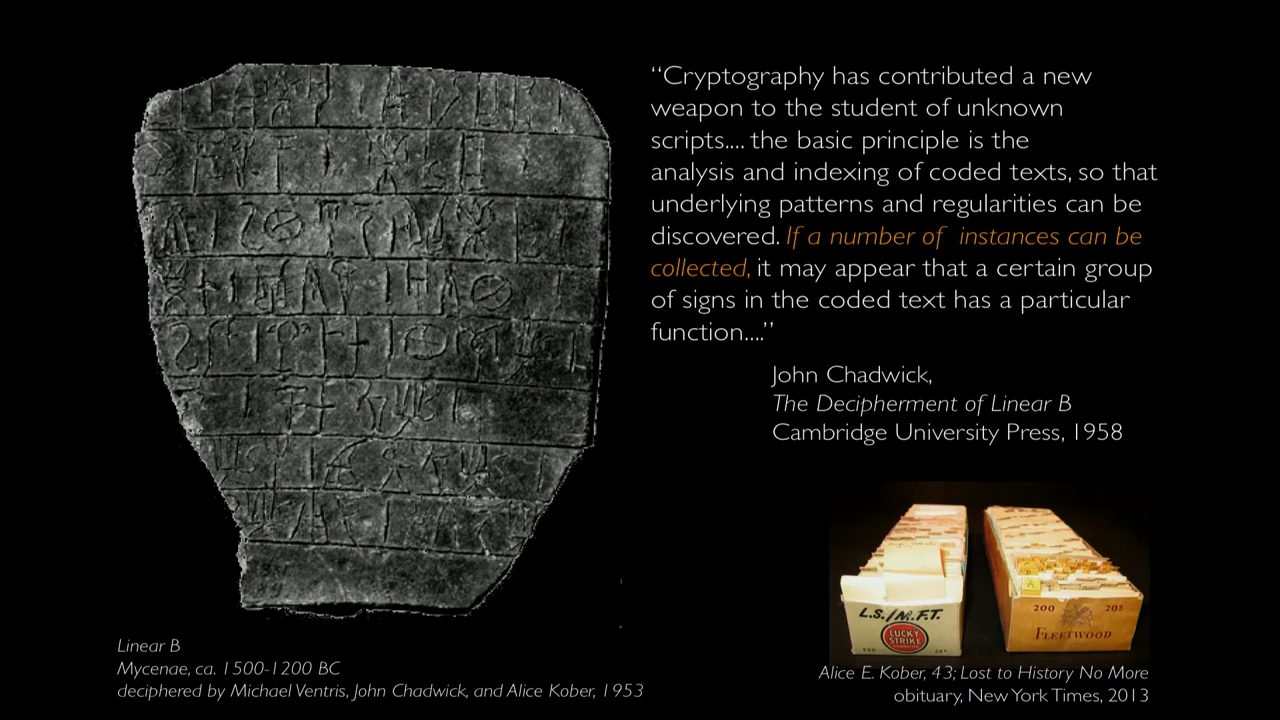 “Cryptography has contributed a new
weapon to the student of unknown
scripts.... the basic principle is the
analysis and indexing of coded texts, so that
underlying patterns and regularities can be
discovered. If a number of instances can be
collected, it may appear that a certain group
of signs in the coded text has a particular
function....”
John Chadwick,
The Decipherment of Linear B
Cambridge University Press, 1958
L.S./M.F.T.
LUCKY
STRIKE
200
FLEETWOOD
Linear B
Mycenae, ca. 1500-1200 BC
deciphered by Michael Ventris, John Chadwick, and Alice Kober, 1953
Alice E. Kober, 43; Lost to History No More
obituary, New York Times, 2013